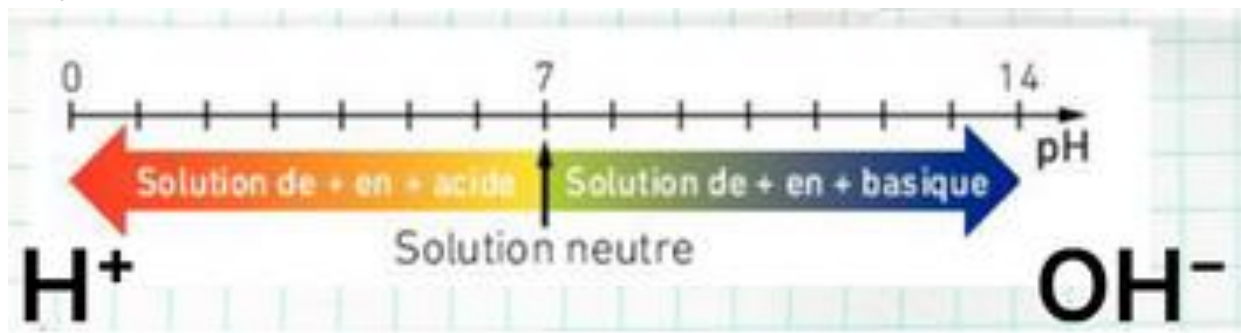 0 7 14
pH
Solution de + en + acide Solution de + en + basique
Solution neutre
H⁺ OH⁻